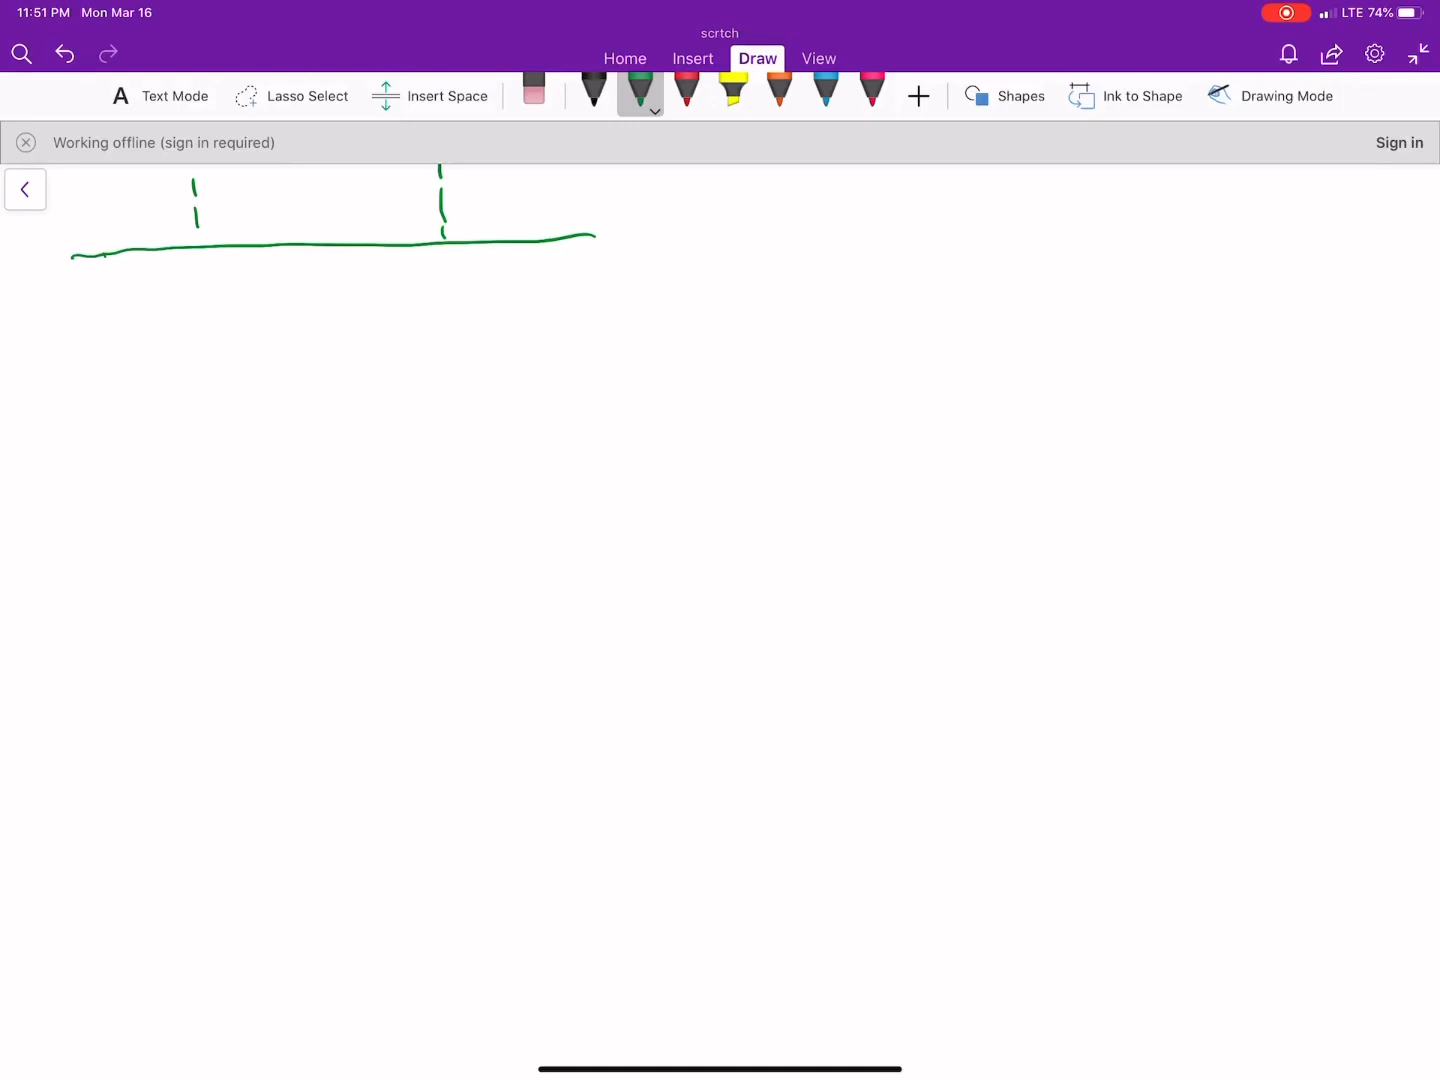 11:51 PM Mon Mar 16
LTE 74%
scrtch
Home Insert Draw View
A Text Mode Lasso Select Insert Space Shapes Ink to Shape Drawing Mode
Working offline (sign in required) Sign in